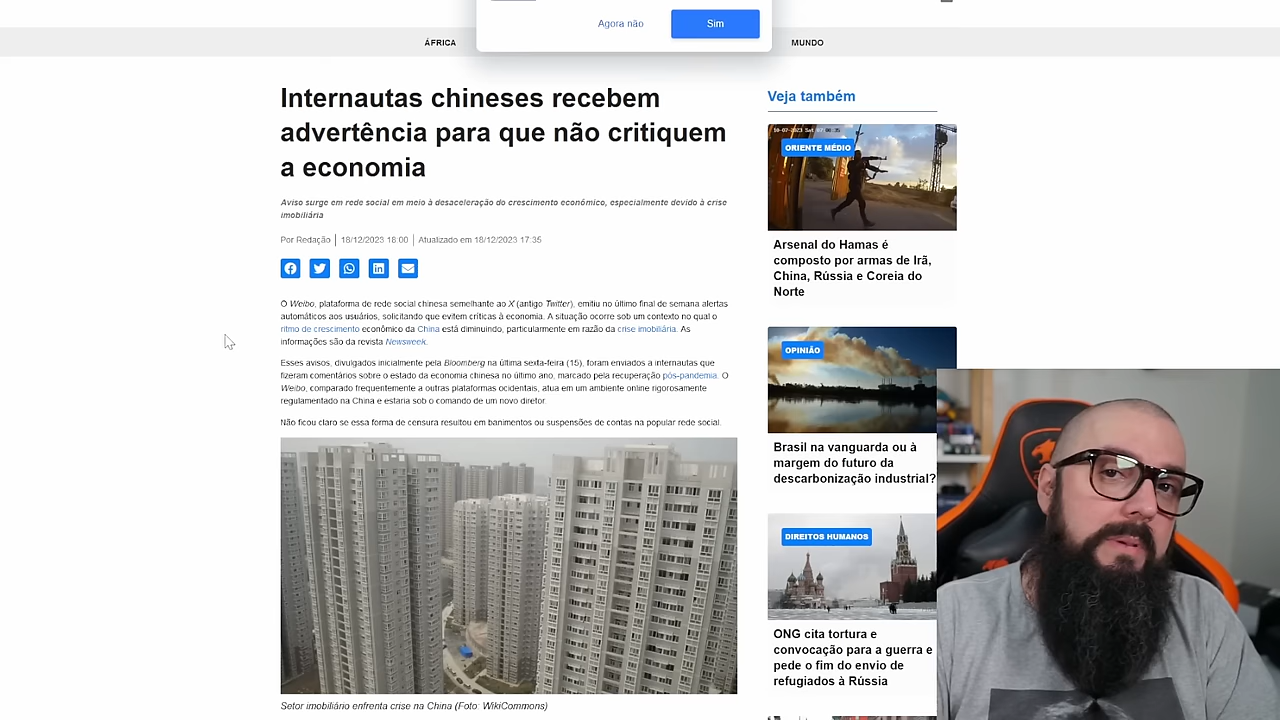 Agora não
Sim
ÁFRICA
MUNDO
Internautas chineses recebem
advertência para que não critiquem
a economia
Aviso surge em rede social em meio à desaceleração do crescimento econômico, especialmente devido à crise
imobiliária
Por Redação | 18/12/2023 18:00 | Atualizado em 18/12/2023 17:35
O Weibo, plataforma de rede social chinesa semelhante ao X (antigo Twitter), emitiu no último final de semana alertas
automáticos aos usuários, solicitando que evitem críticas à economia. A situação ocorre sob um contexto no qual o
ritmo de crescimento econômico da China está diminuindo, particularmente em razão da crise imobiliária. As
informações são da revista Newsweek.
Esses avisos, divulgados inicialmente pela Bloomberg na última sexta-feira (15), foram enviados a internautas que
fizeram comentários sobre o estado da economia chinesa no último ano, marcado pela recuperação pós-pandemia. O
Weibo, comparado frequentemente a outras plataformas ocidentais, atua em um ambiente online rigorosamente
regulamentado na China e estaria sob o comando de um novo diretor.
Não ficou claro se essa forma de censura resultou em banimentos ou suspensões de contas na popular rede social.
Setor imobiliário enfrenta crise na China (Foto: WikiCommons)
Veja também
ORIENTE MÉDIO
Arsenal do Hamas é
composto por armas de Irã,
China, Rússia e Coreia do
Norte
OPINIÃO
Brasil na vanguarda ou à
margem do futuro da
descarbonização industrial?
DIREITOS HUMANOS
ONG cita tortura e
convocação para a guerra e
pede o fim do envio de
refugiados à Rússia